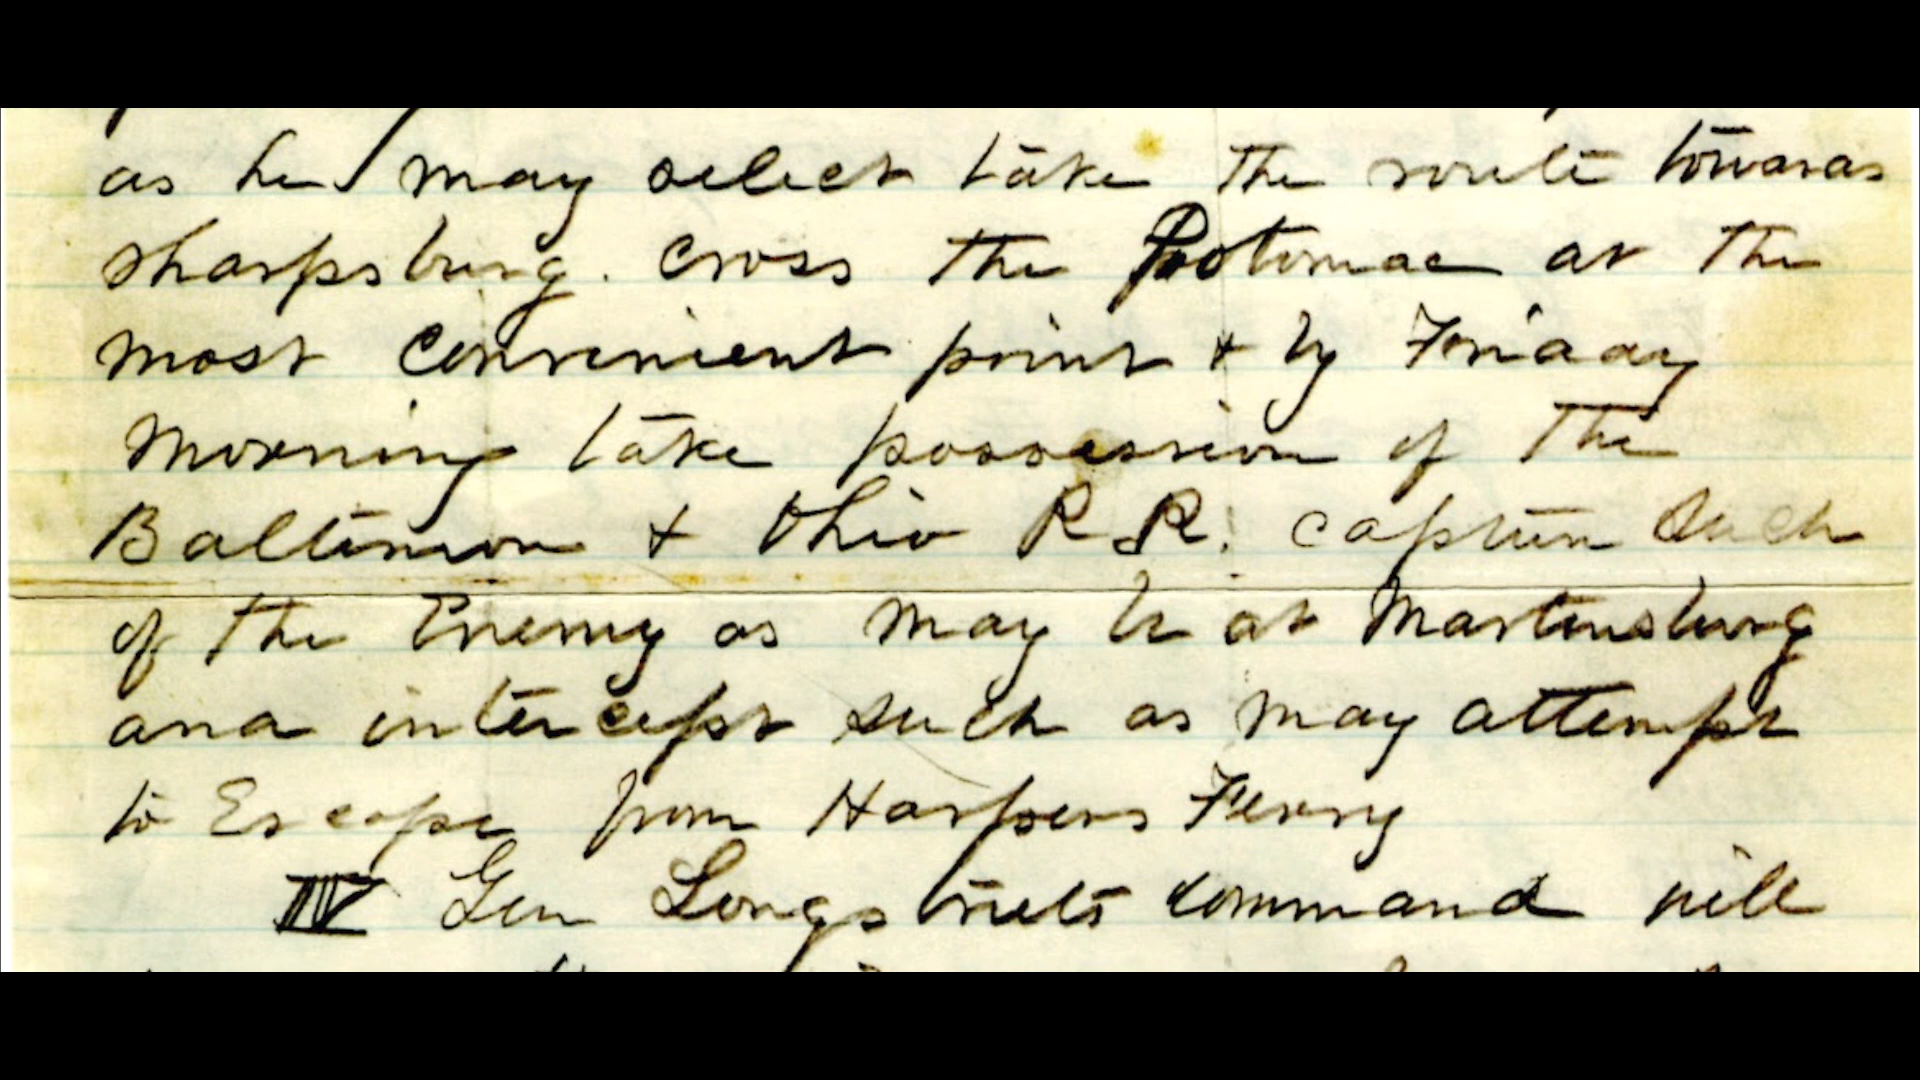 as he may select take the route towards
Sharpsburg. Cross the Potomac at the
most convenient point & by Friday
Morning take possession of the
Baltimore & Ohio R.R. capture such
of the Enemy as may be at Martinsburg
and intercept such as may attempt
to Escape from Harpers Ferry
IV Gen Longstreets command will